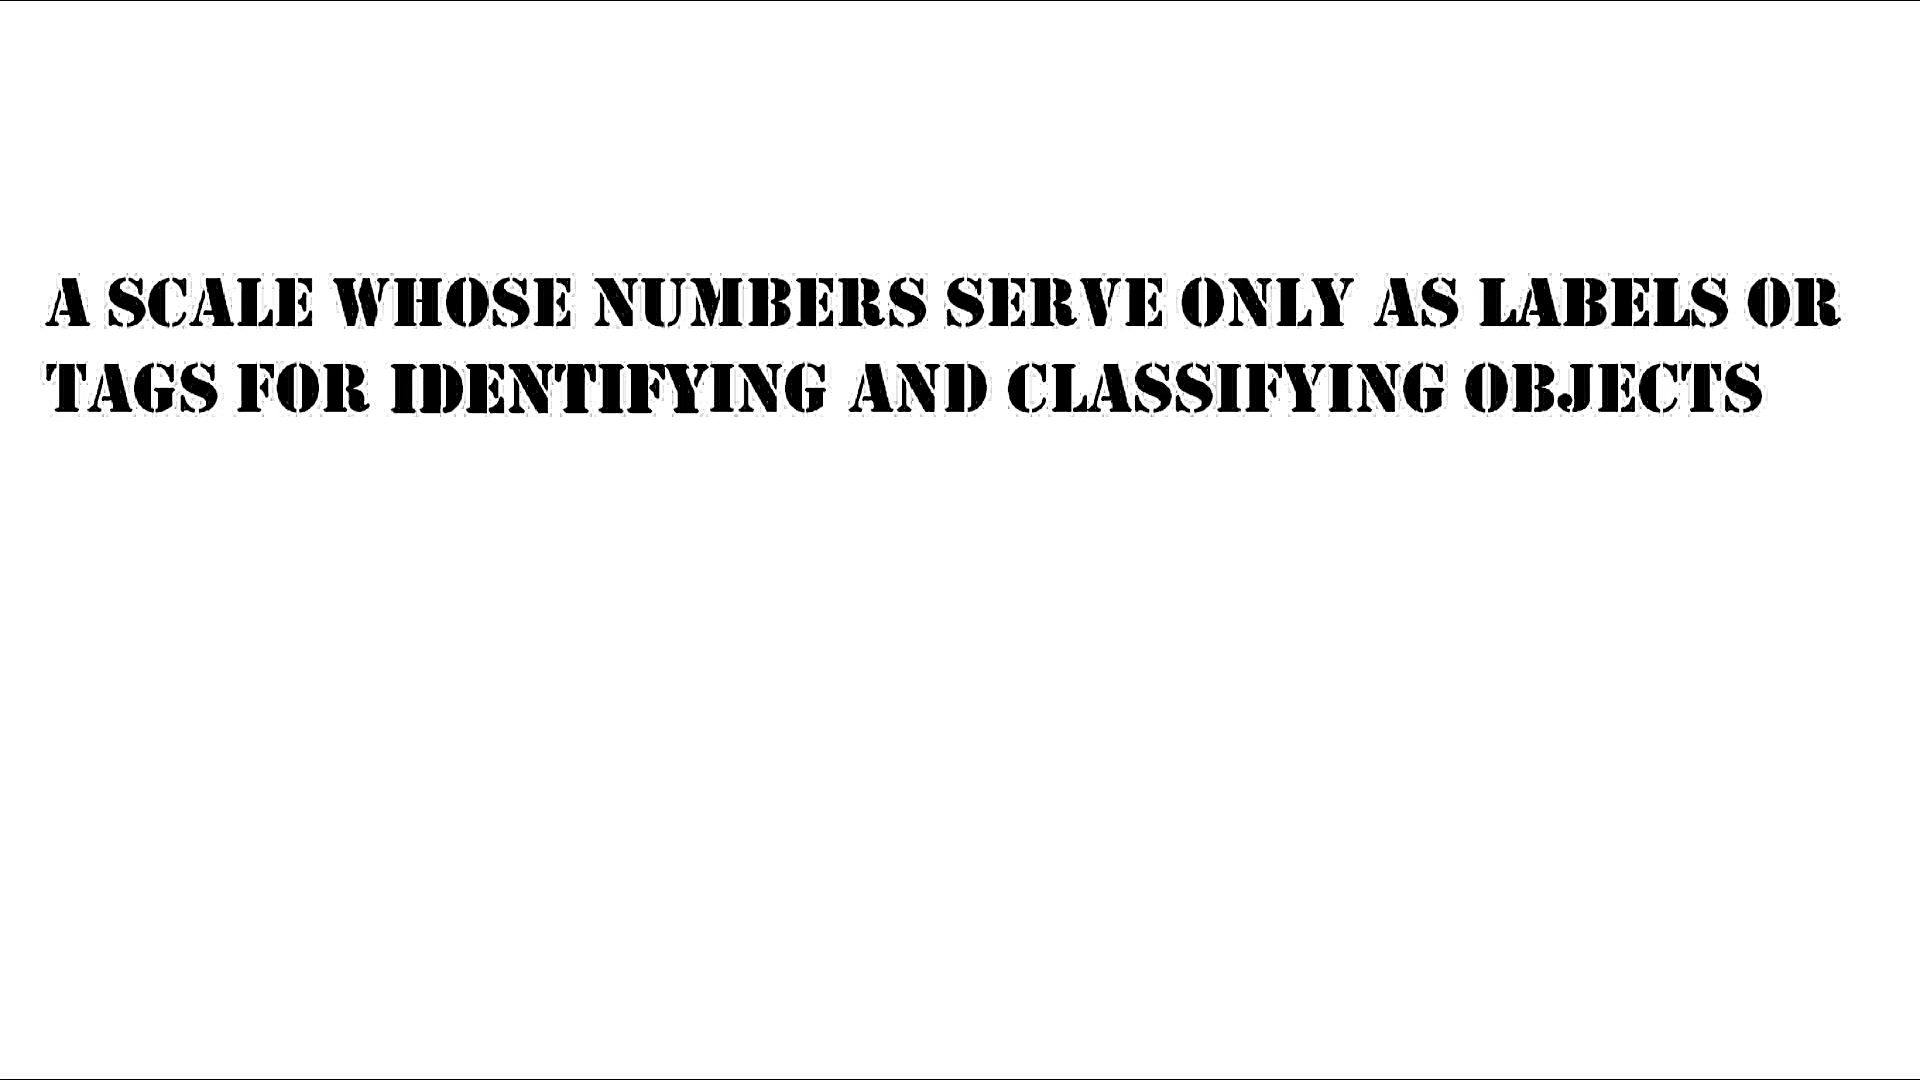 A SCALE WHOSE NUMBERS SERVE ONLY AS LABELS OR
TAGS FOR IDENTIFYING AND CLASSIFYING OBJECTS